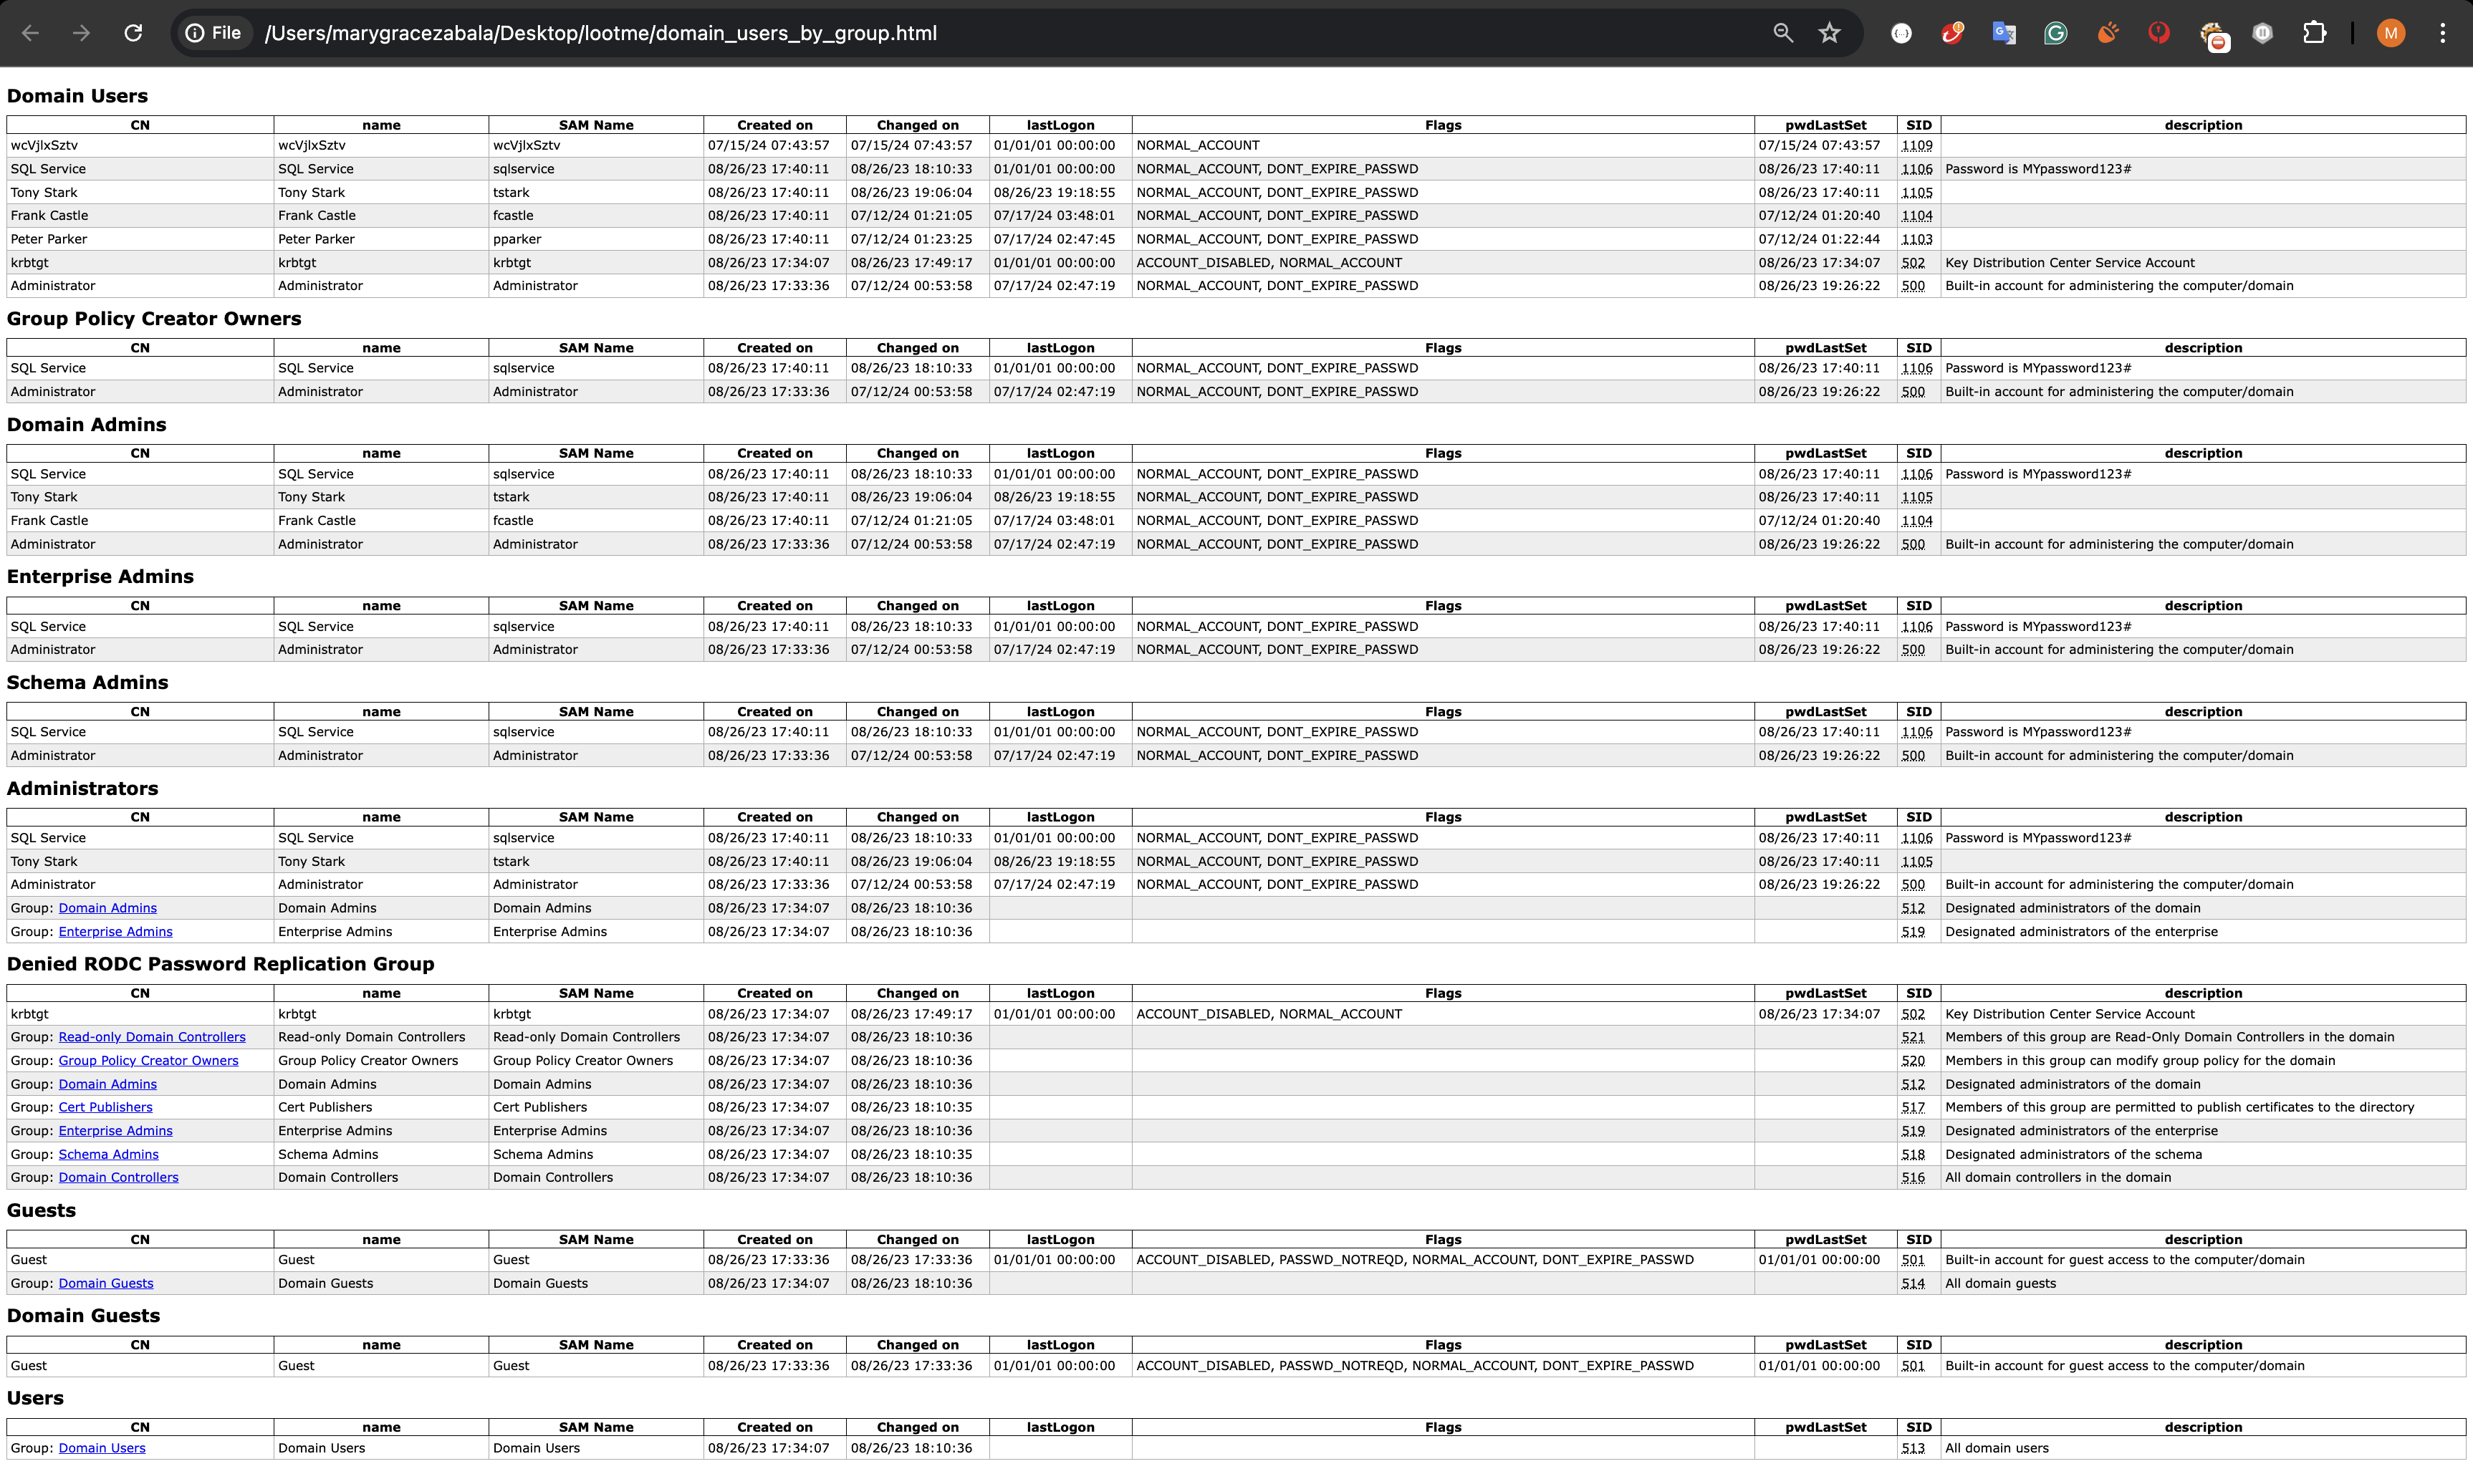 File /Users/marygracezabala/Desktop/lootme/domain_users_by_group.html M
Domain Users
CN name SAM Name Created on Changed on lastLogon Flags pwdLastSet SID description
wcVjlxSztv wcVjlxSztv wcVjlxSztv 07/15/24 07:43:57 07/15/24 07:43:57 01/01/01 00:00:00 NORMAL_ACCOUNT 07/15/24 07:43:57 1109
SQL Service SQL Service sqlservice 08/26/23 17:40:11 08/26/23 18:10:33 01/01/01 00:00:00 NORMAL_ACCOUNT, DONT_EXPIRE_PASSWD 08/26/23 17:40:11 1106 Password is MYpassword123#
Tony Stark Tony Stark tstark 08/26/23 17:40:11 08/26/23 19:06:04 08/26/23 19:18:55 NORMAL_ACCOUNT, DONT_EXPIRE_PASSWD 08/26/23 17:40:11 1105
Frank Castle Frank Castle fcastle 08/26/23 17:40:11 07/12/24 01:21:05 07/17/24 03:48:01 NORMAL_ACCOUNT, DONT_EXPIRE_PASSWD 07/12/24 01:20:40 1104
Peter Parker Peter Parker pparker 08/26/23 17:40:11 07/12/24 01:23:25 07/17/24 02:47:45 NORMAL_ACCOUNT, DONT_EXPIRE_PASSWD 07/12/24 01:22:44 1103
krbtgt krbtgt krbtgt 08/26/23 17:34:07 08/26/23 17:49:17 01/01/01 00:00:00 ACCOUNT_DISABLED, NORMAL_ACCOUNT 08/26/23 17:34:07 502 Key Distribution Center Service Account
Administrator Administrator Administrator 08/26/23 17:33:36 07/12/24 00:53:58 07/17/24 02:47:19 NORMAL_ACCOUNT, DONT_EXPIRE_PASSWD 08/26/23 19:26:22 500 Built-in account for administering the computer/domain
Group Policy Creator Owners
CN name SAM Name Created on Changed on lastLogon Flags pwdLastSet SID description
SQL Service SQL Service sqlservice 08/26/23 17:40:11 08/26/23 18:10:33 01/01/01 00:00:00 NORMAL_ACCOUNT, DONT_EXPIRE_PASSWD 08/26/23 17:40:11 1106 Password is MYpassword123#
Administrator Administrator Administrator 08/26/23 17:33:36 07/12/24 00:53:58 07/17/24 02:47:19 NORMAL_ACCOUNT, DONT_EXPIRE_PASSWD 08/26/23 19:26:22 500 Built-in account for administering the computer/domain
Domain Admins
CN name SAM Name Created on Changed on lastLogon Flags pwdLastSet SID description
SQL Service SQL Service sqlservice 08/26/23 17:40:11 08/26/23 18:10:33 01/01/01 00:00:00 NORMAL_ACCOUNT, DONT_EXPIRE_PASSWD 08/26/23 17:40:11 1106 Password is MYpassword123#
Tony Stark Tony Stark tstark 08/26/23 17:40:11 08/26/23 19:06:04 08/26/23 19:18:55 NORMAL_ACCOUNT, DONT_EXPIRE_PASSWD 08/26/23 17:40:11 1105
Frank Castle Frank Castle fcastle 08/26/23 17:40:11 07/12/24 01:21:05 07/17/24 03:48:01 NORMAL_ACCOUNT, DONT_EXPIRE_PASSWD 07/12/24 01:20:40 1104
Administrator Administrator Administrator 08/26/23 17:33:36 07/12/24 00:53:58 07/17/24 02:47:19 NORMAL_ACCOUNT, DONT_EXPIRE_PASSWD 08/26/23 19:26:22 500 Built-in account for administering the computer/domain
Enterprise Admins
CN name SAM Name Created on Changed on lastLogon Flags pwdLastSet SID description
SQL Service SQL Service sqlservice 08/26/23 17:40:11 08/26/23 18:10:33 01/01/01 00:00:00 NORMAL_ACCOUNT, DONT_EXPIRE_PASSWD 08/26/23 17:40:11 1106 Password is MYpassword123#
Administrator Administrator Administrator 08/26/23 17:33:36 07/12/24 00:53:58 07/17/24 02:47:19 NORMAL_ACCOUNT, DONT_EXPIRE_PASSWD 08/26/23 19:26:22 500 Built-in account for administering the computer/domain
Schema Admins
CN name SAM Name Created on Changed on lastLogon Flags pwdLastSet SID description
SQL Service SQL Service sqlservice 08/26/23 17:40:11 08/26/23 18:10:33 01/01/01 00:00:00 NORMAL_ACCOUNT, DONT_EXPIRE_PASSWD 08/26/23 17:40:11 1106 Password is MYpassword123#
Administrator Administrator Administrator 08/26/23 17:33:36 07/12/24 00:53:58 07/17/24 02:47:19 NORMAL_ACCOUNT, DONT_EXPIRE_PASSWD 08/26/23 19:26:22 500 Built-in account for administering the computer/domain
Administrators
CN name SAM Name Created on Changed on lastLogon Flags pwdLastSet SID description
SQL Service SQL Service sqlservice 08/26/23 17:40:11 08/26/23 18:10:33 01/01/01 00:00:00 NORMAL_ACCOUNT, DONT_EXPIRE_PASSWD 08/26/23 17:40:11 1106 Password is MYpassword123#
Tony Stark Tony Stark tstark 08/26/23 17:40:11 08/26/23 19:06:04 08/26/23 19:18:55 NORMAL_ACCOUNT, DONT_EXPIRE_PASSWD 08/26/23 17:40:11 1105
Administrator Administrator Administrator 08/26/23 17:33:36 07/12/24 00:53:58 07/17/24 02:47:19 NORMAL_ACCOUNT, DONT_EXPIRE_PASSWD 08/26/23 19:26:22 500 Built-in account for administering the computer/domain
Group: Domain Admins Domain Admins Domain Admins 08/26/23 17:34:07 08/26/23 18:10:36 512 Designated administrators of the domain
Group: Enterprise Admins Enterprise Admins Enterprise Admins 08/26/23 17:34:07 08/26/23 18:10:36 519 Designated administrators of the enterprise
Denied RODC Password Replication Group
CN name SAM Name Created on Changed on lastLogon Flags pwdLastSet SID description
krbtgt krbtgt krbtgt 08/26/23 17:34:07 08/26/23 17:49:17 01/01/01 00:00:00 ACCOUNT_DISABLED, NORMAL_ACCOUNT 08/26/23 17:34:07 502 Key Distribution Center Service Account
Group: Read-only Domain Controllers Read-only Domain Controllers Read-only Domain Controllers 08/26/23 17:34:07 08/26/23 18:10:36 521 Members of this group are Read-Only Domain Controllers in the domain
Group: Group Policy Creator Owners Group Policy Creator Owners Group Policy Creator Owners 08/26/23 17:34:07 08/26/23 18:10:36 520 Members in this group can modify group policy for the domain
Group: Domain Admins Domain Admins Domain Admins 08/26/23 17:34:07 08/26/23 18:10:36 512 Designated administrators of the domain
Group: Cert Publishers Cert Publishers Cert Publishers 08/26/23 17:34:07 08/26/23 18:10:35 517 Members of this group are permitted to publish certificates to the directory
Group: Enterprise Admins Enterprise Admins Enterprise Admins 08/26/23 17:34:07 08/26/23 18:10:36 519 Designated administrators of the enterprise
Group: Schema Admins Schema Admins Schema Admins 08/26/23 17:34:07 08/26/23 18:10:35 518 Designated administrators of the schema
Group: Domain Controllers Domain Controllers Domain Controllers 08/26/23 17:34:07 08/26/23 18:10:36 516 All domain controllers in the domain
Guests
CN name SAM Name Created on Changed on lastLogon Flags pwdLastSet SID description
Guest Guest Guest 08/26/23 17:33:36 08/26/23 17:33:36 01/01/01 00:00:00 ACCOUNT_DISABLED, PASSWD_NOTREQD, NORMAL_ACCOUNT, DONT_EXPIRE_PASSWD 01/01/01 00:00:00 501 Built-in account for guest access to the computer/domain
Group: Domain Guests Domain Guests Domain Guests 08/26/23 17:34:07 08/26/23 18:10:36 514 All domain guests
Domain Guests
CN name SAM Name Created on Changed on lastLogon Flags pwdLastSet SID description
Guest Guest Guest 08/26/23 17:33:36 08/26/23 17:33:36 01/01/01 00:00:00 ACCOUNT_DISABLED, PASSWD_NOTREQD, NORMAL_ACCOUNT, DONT_EXPIRE_PASSWD 01/01/01 00:00:00 501 Built-in account for guest access to the computer/domain
Users
CN name SAM Name Created on Changed on lastLogon Flags pwdLastSet SID description
Group: Domain Users Domain Users Domain Users 08/26/23 17:34:07 08/26/23 18:10:36 513 All domain users